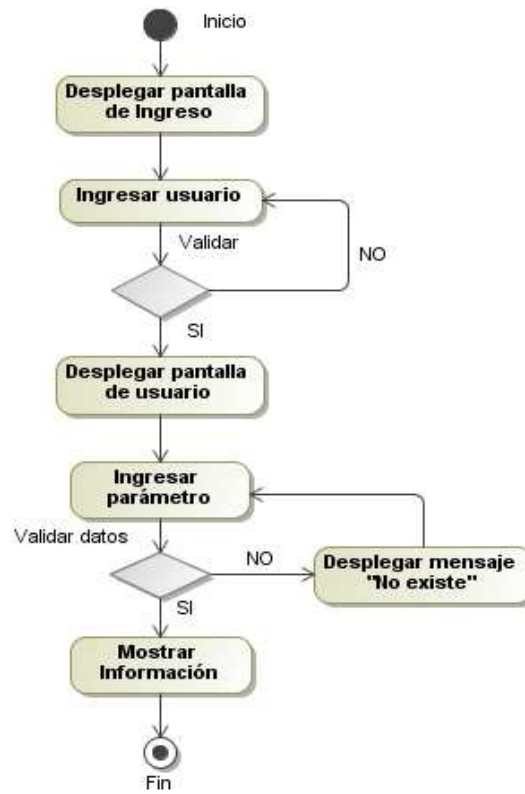 Inicio
Desplegar pantalla
de Ingreso
Ingresar usuario
Validar
NO
SI
Desplegar pantalla
de usuario
Ingresar
parámetro
Validar datos
NO
Desplegar mensaje
"No existe"
SI
Mostrar
Información
Fin